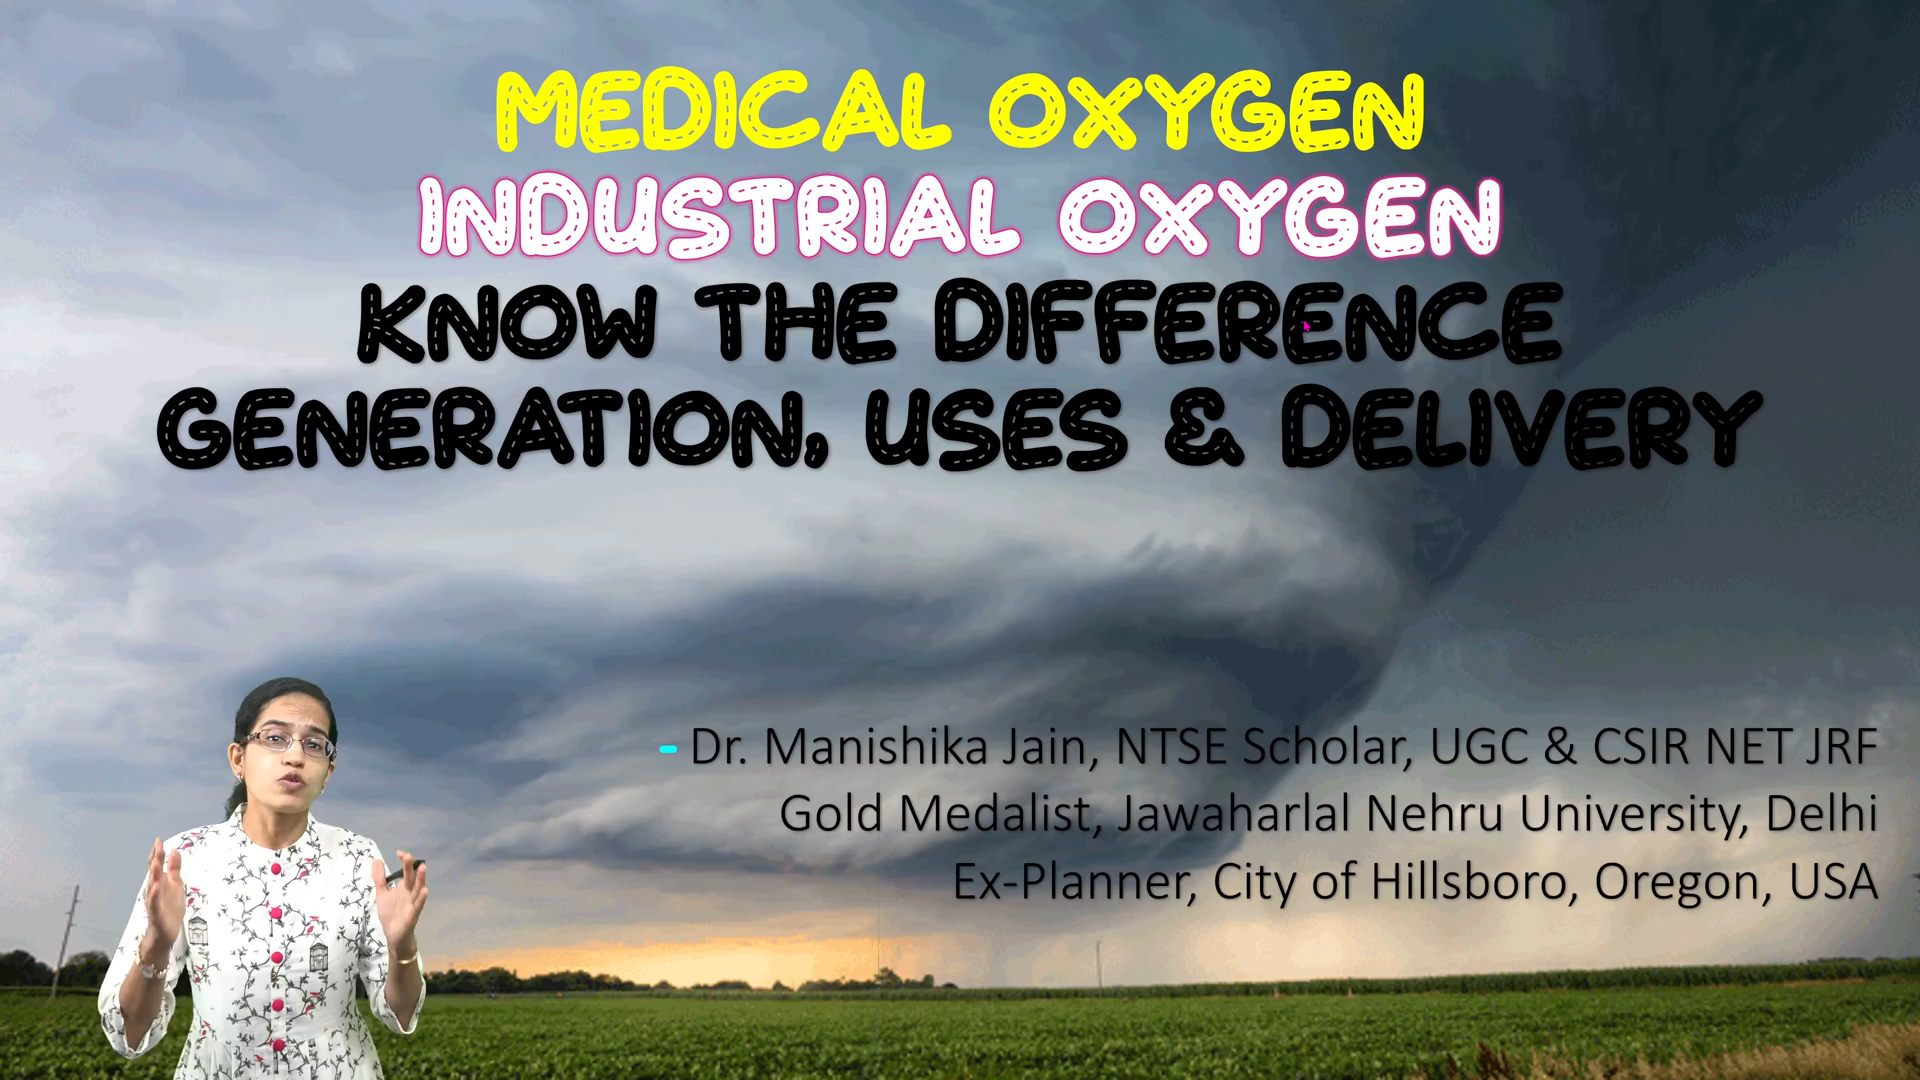 MEDICAL OXYGEN
INDUSTRIAL OXYGEN
KNOW THE DIFFERENCE
GENERATION, USES & DELIVERY
- Dr. Manishika Jain, NTSE Scholar, UGC & CSIR NET JRF
Gold Medalist, Jawaharlal Nehru University, Delhi
Ex-Planner, City of Hillsboro, Oregon, USA